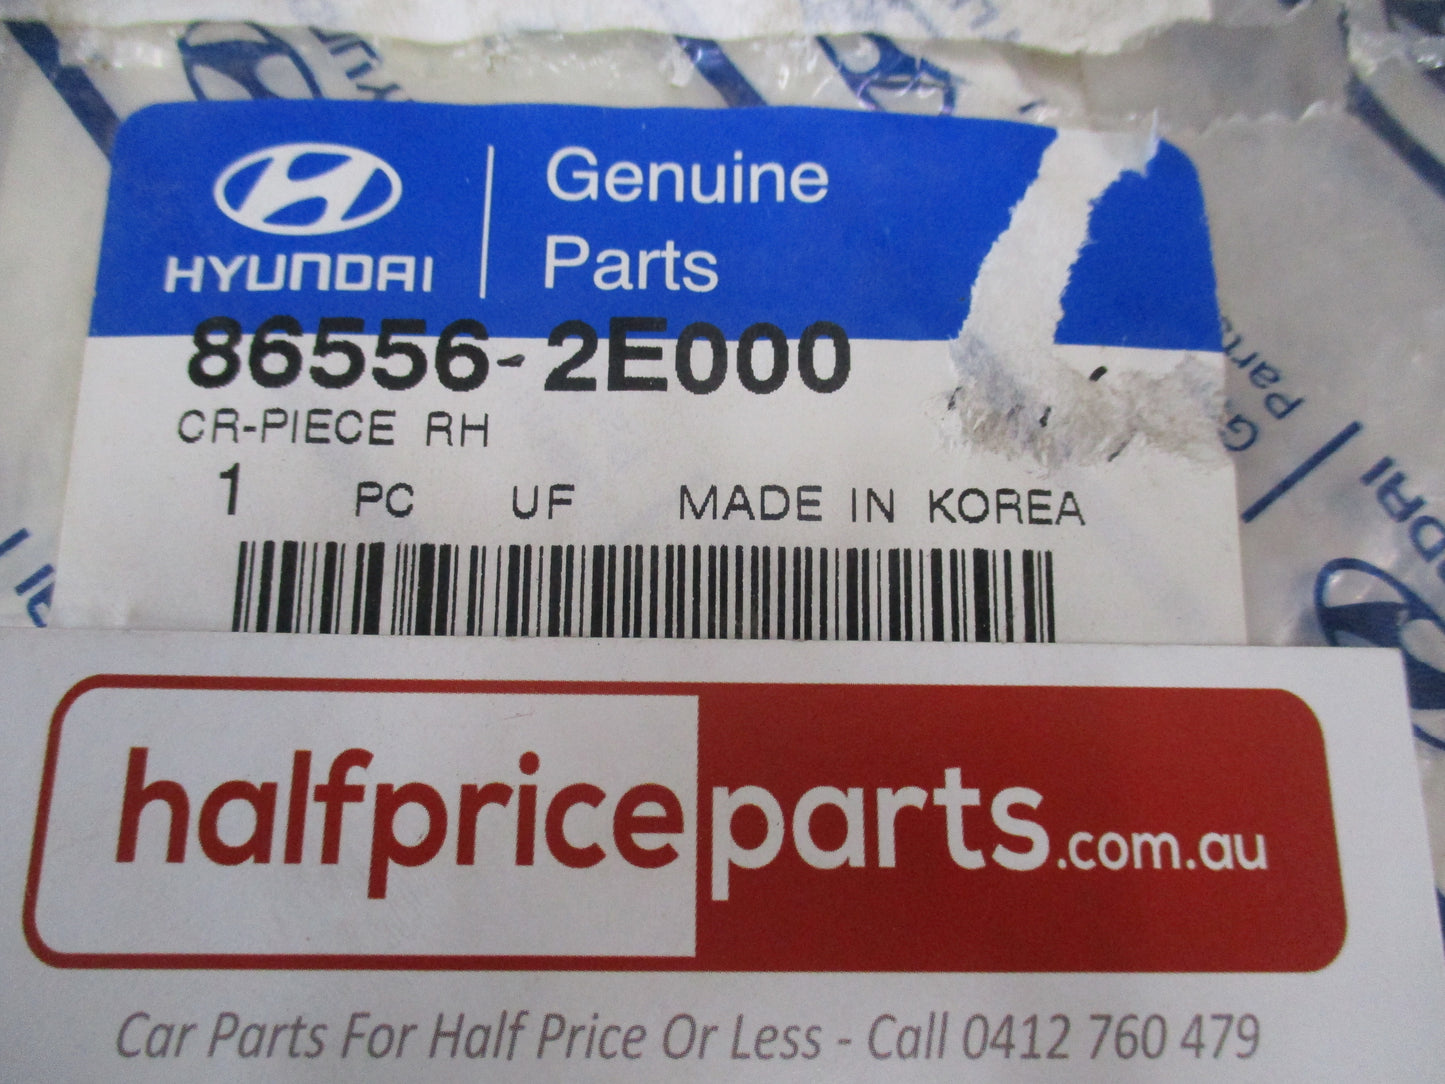 HYUNDAI
Genuine
Parts
86556-2E000
CR-PIECE RH
1 PC UF MADE IN KOREA
halfpriceparts.com.au
Car Parts For Half Price Or Less - Call 0412 760 479